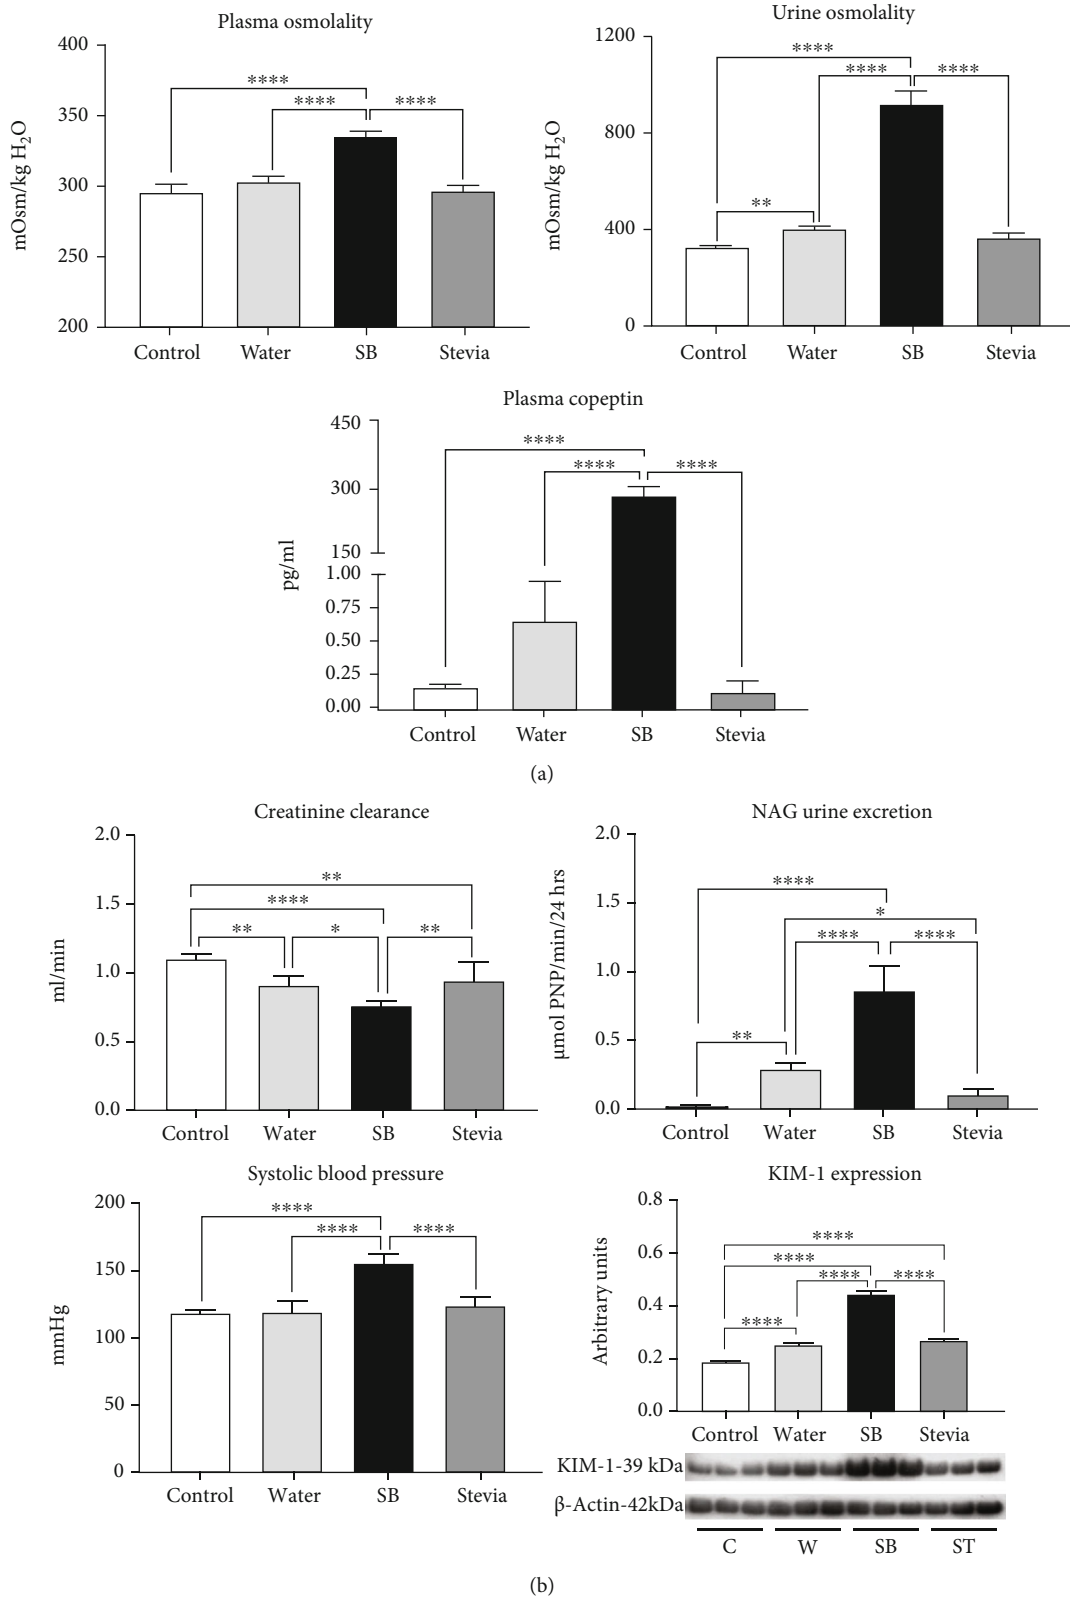 Plasma osmolality
400
350
300
250
200
mOsm/kg H₂O
****
**** ****
Control Water SB Stevia
Urine osmolality
1200
800
400
0
mOsm/kg H₂O
****
**** ****
**
Control Water SB Stevia
Plasma copeptin
450
300
150
1.00
0.75
0.50
0.25
0.00
pg/ml
****
**** ****
Control Water SB Stevia
(a)
Creatinine clearance
2.0
1.5
1.0
0.5
0.0
ml/min
**
****
** * **
Control Water SB Stevia
NAG urine excretion
2.0
1.5
1.0
0.5
0.0
µmol PNP/min/24 hrs
****
*
**** ****
**
Control Water SB Stevia
Systolic blood pressure
200
150
100
50
0
mmHg
****
**** ****
Control Water SB Stevia
KIM-1 expression
0.8
0.6
0.4
0.2
0.0
Arbitrary units
****
****
**** ****
****
Control Water SB Stevia
KIM-1-39 kDa
β-Actin-42kDa
C W SB ST
(b)